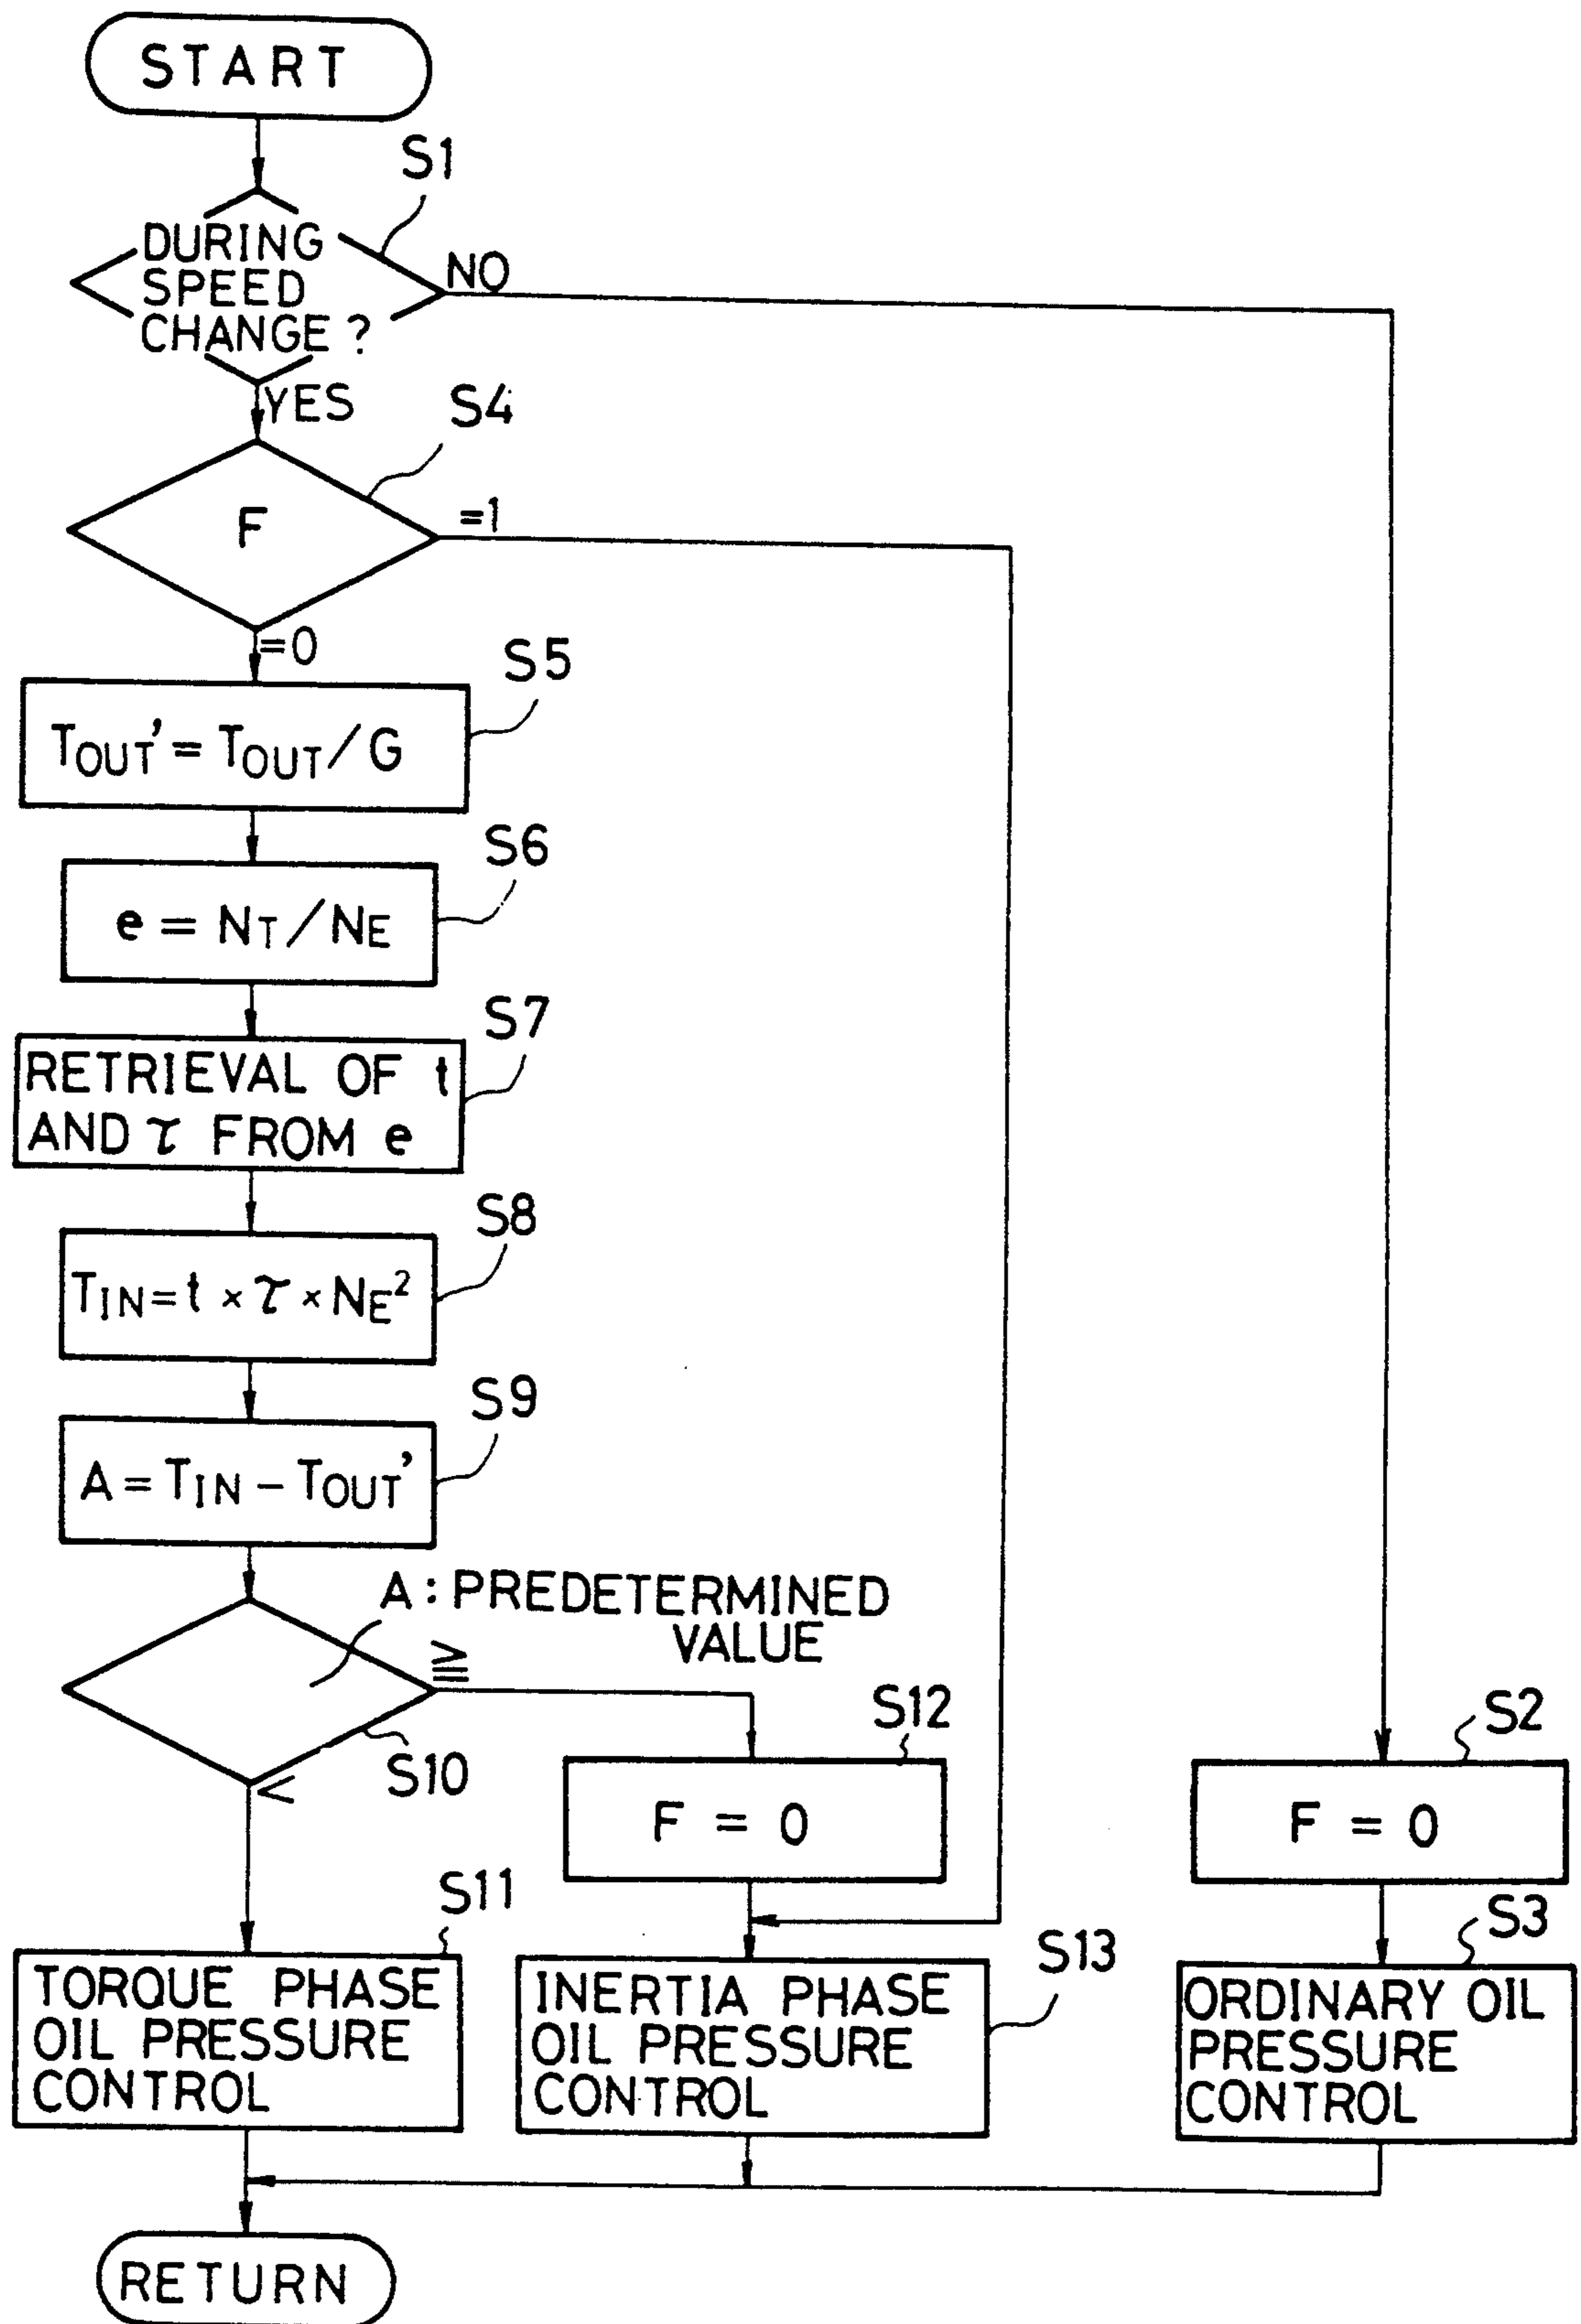 START
S1
DURING
SPEED
CHANGE?
NO
YES
S4
F
=1
=0
S5
TOUT' = TOUT/G
S6
e = NT/NE
S7
RETRIEVAL OF t
AND τ FROM e
S8
TIN = t × τ × NE²
S9
A = TIN − TOUT'
A : PREDETERMINED
VALUE
≧
S10
<
S12
F = 0
S2
F = 0
S11
TORQUE PHASE
OIL PRESSURE
CONTROL
S13
INERTIA PHASE
OIL PRESSURE
CONTROL
S3
ORDINARY OIL
PRESSURE
CONTROL
RETURN